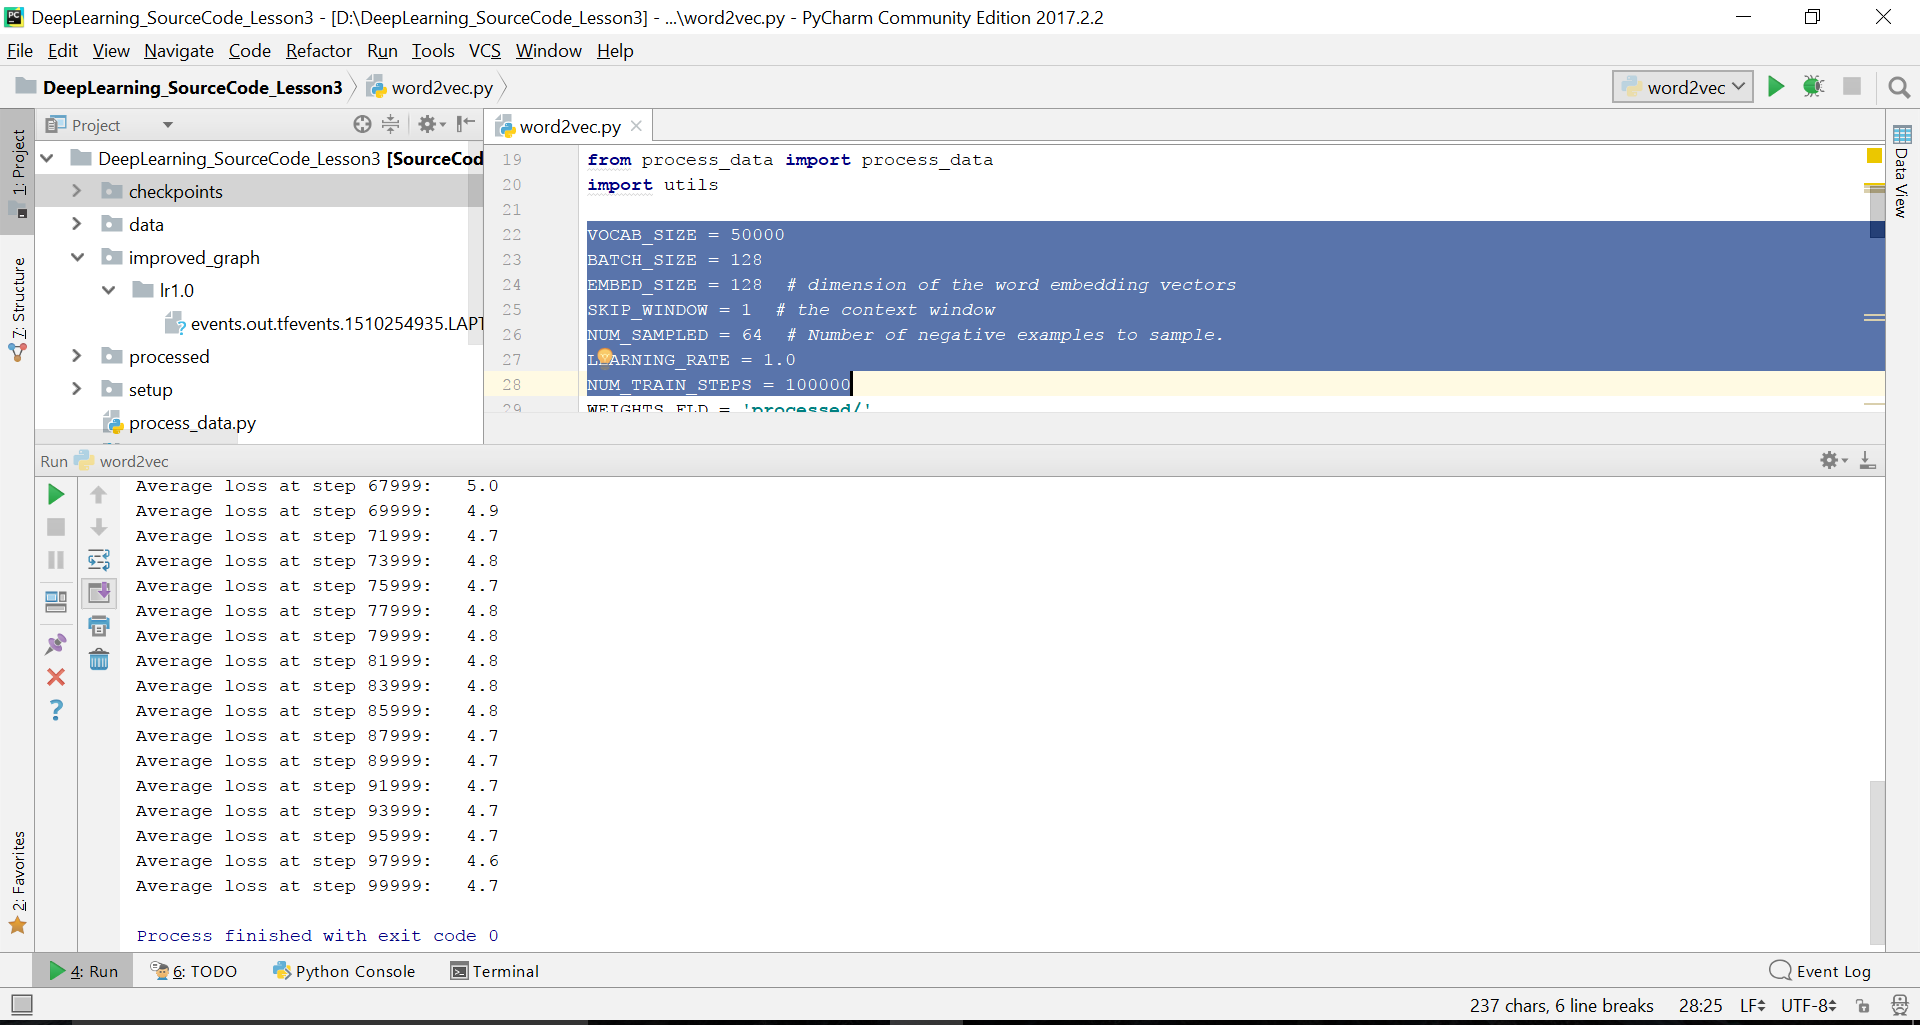 DeepLearning_SourceCode_Lesson3 - [D:\DeepLearning_SourceCode_Lesson3] - ...\word2vec.py - PyCharm Community Edition 2017.2.2
File Edit View Navigate Code Refactor Run Tools VCS Window Help
DeepLearning_SourceCode_Lesson3 word2vec.py
word2vec
1: Project
7: Structure
2: Favorites
Project
DeepLearning_SourceCode_Lesson3 [SourceCod
checkpoints
data
improved_graph
lr1.0
events.out.tfevents.1510254935.LAPT
processed
setup
process_data.py
word2vec.py
19 from process_data import process_data
20 import utils
21
22 VOCAB_SIZE = 50000
23 BATCH_SIZE = 128
24 EMBED_SIZE = 128 # dimension of the word embedding vectors
25 SKIP_WINDOW = 1 # the context window
26 NUM_SAMPLED = 64 # Number of negative examples to sample.
27 LEARNING_RATE = 1.0
28 NUM_TRAIN_STEPS = 100000
29 WEIGHTS_FLD = 'processed/'
Data View
Run word2vec
Average loss at step 67999: 5.0
Average loss at step 69999: 4.9
Average loss at step 71999: 4.7
Average loss at step 73999: 4.8
Average loss at step 75999: 4.7
Average loss at step 77999: 4.8
Average loss at step 79999: 4.8
Average loss at step 81999: 4.8
Average loss at step 83999: 4.8
Average loss at step 85999: 4.8
Average loss at step 87999: 4.7
Average loss at step 89999: 4.7
Average loss at step 91999: 4.7
Average loss at step 93999: 4.7
Average loss at step 95999: 4.7
Average loss at step 97999: 4.6
Average loss at step 99999: 4.7
Process finished with exit code 0
4: Run 6: TODO Python Console Terminal Event Log
237 chars, 6 line breaks 28:25 LF UTF-8